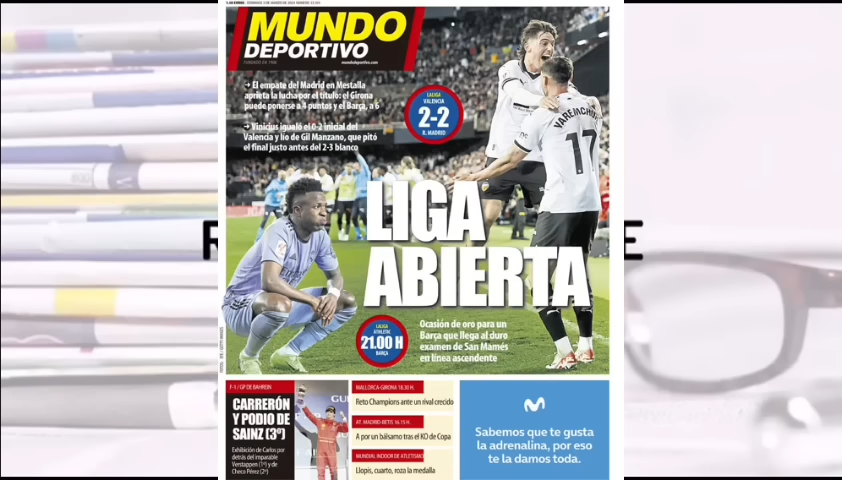 MUNDO
DEPORTIVO
mundodeportivo.com
El empate del Madrid en Mestalla
aprieta la lucha por el título: el Girona
puede ponerse a 4 puntos y el Barça, a 6
Vinicius igualó el 0-2 inicial del
Valencia y lío de Gil Manzano, que pitó
el final justo antes del 2-3 blanco
LALIGA
VALENCIA
2-2
R. MADRID
17
LIGA
ABIERTA
LALIGA
ATHLETIC
21.00 H
BARÇA
Ocasión de oro para un
Barça que llega al duro
examen de San Mamés
en línea ascendente
F-1 / GP DE BAHREIN
CARRERÓN
Y PODIO DE
SAINZ (3º)
Exhibición de Carlos por
detrás del imparable
Verstappen (1º) y de
Checo Pérez (2º)
MALLORCA-GIRONA 18.30 H.
Reto Champions ante un rival crecido
AT. MADRID-BETIS 16.15 H.
A por un bálsamo tras el KO de Copa
MUNDIAL INDOOR DE ATLETISMO
Llopis, cuarto, roza la medalla
Sabemos que te gusta
la adrenalina, por eso
te la damos toda.